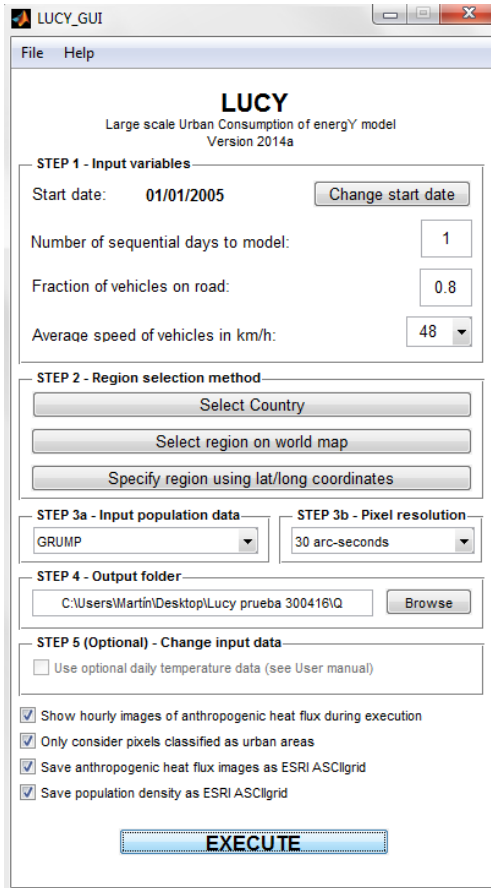 LUCY_GUI
File Help
LUCY
Large scale Urban Consumption of energY model
Version 2014a
STEP 1 - Input variables
Start date: 01/01/2005 Change start date
Number of sequential days to model: 1
Fraction of vehicles on road: 0.8
Average speed of vehicles in km/h: 48
STEP 2 - Region selection method
Select Country
Select region on world map
Specify region using lat/long coordinates
STEP 3a - Input population data STEP 3b - Pixel resolution
GRUMP 30 arc-seconds
STEP 4 - Output folder
C:\Users\Martín\Desktop\Lucy prueba 300416\Q Browse
STEP 5 (Optional) - Change input data
Use optional daily temperature data (see User manual)
Show hourly images of anthropogenic heat flux during execution
Only consider pixels classified as urban areas
Save anthropogenic heat flux images as ESRI ASCIIgrid
Save population density as ESRI ASCIIgrid
EXECUTE